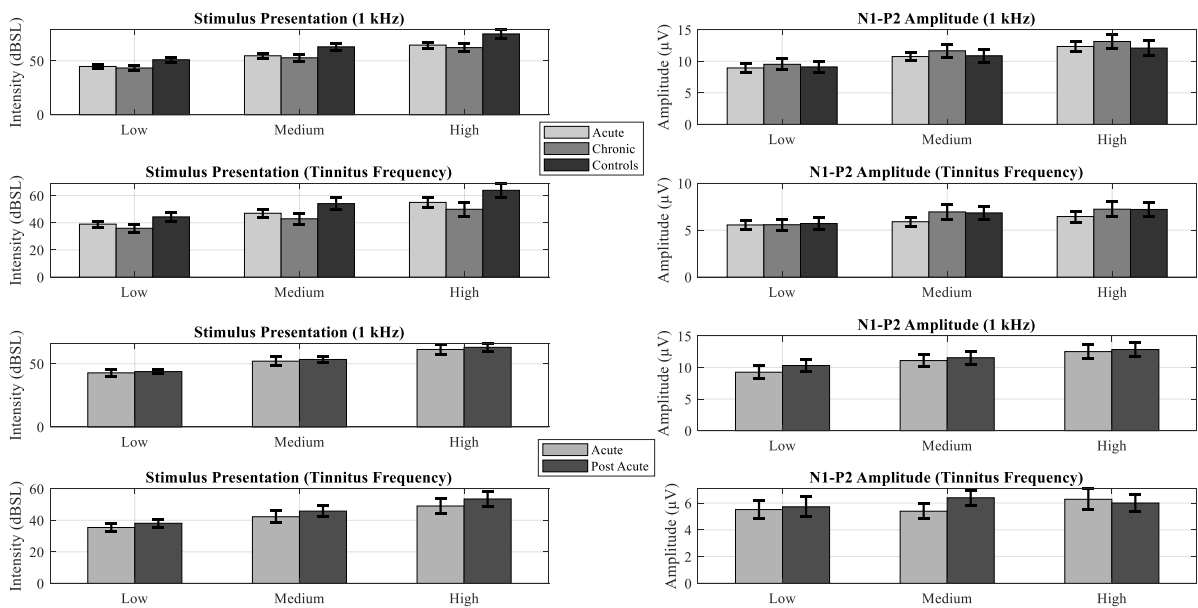 Stimulus Presentation (1 kHz)
Intensity (dBSL)
50
0
Low
Medium
High
N1-P2 Amplitude (1 kHz)
Amplitude (µV)
15
10
5
0
Low
Medium
High
Acute
Chronic
Controls
Stimulus Presentation (Tinnitus Frequency)
Intensity (dBSL)
60
40
20
0
Low
Medium
High
N1-P2 Amplitude (Tinnitus Frequency)
Amplitude (µV)
10
5
0
Low
Medium
High
Stimulus Presentation (1 kHz)
Intensity (dBSL)
50
0
Low
Medium
High
N1-P2 Amplitude (1 kHz)
Amplitude (µV)
15
10
5
0
Low
Medium
High
Acute
Post Acute
Stimulus Presentation (Tinnitus Frequency)
Intensity (dBSL)
60
40
20
0
Low
Medium
High
N1-P2 Amplitude (Tinnitus Frequency)
Amplitude (µV)
6
4
2
0
Low
Medium
High